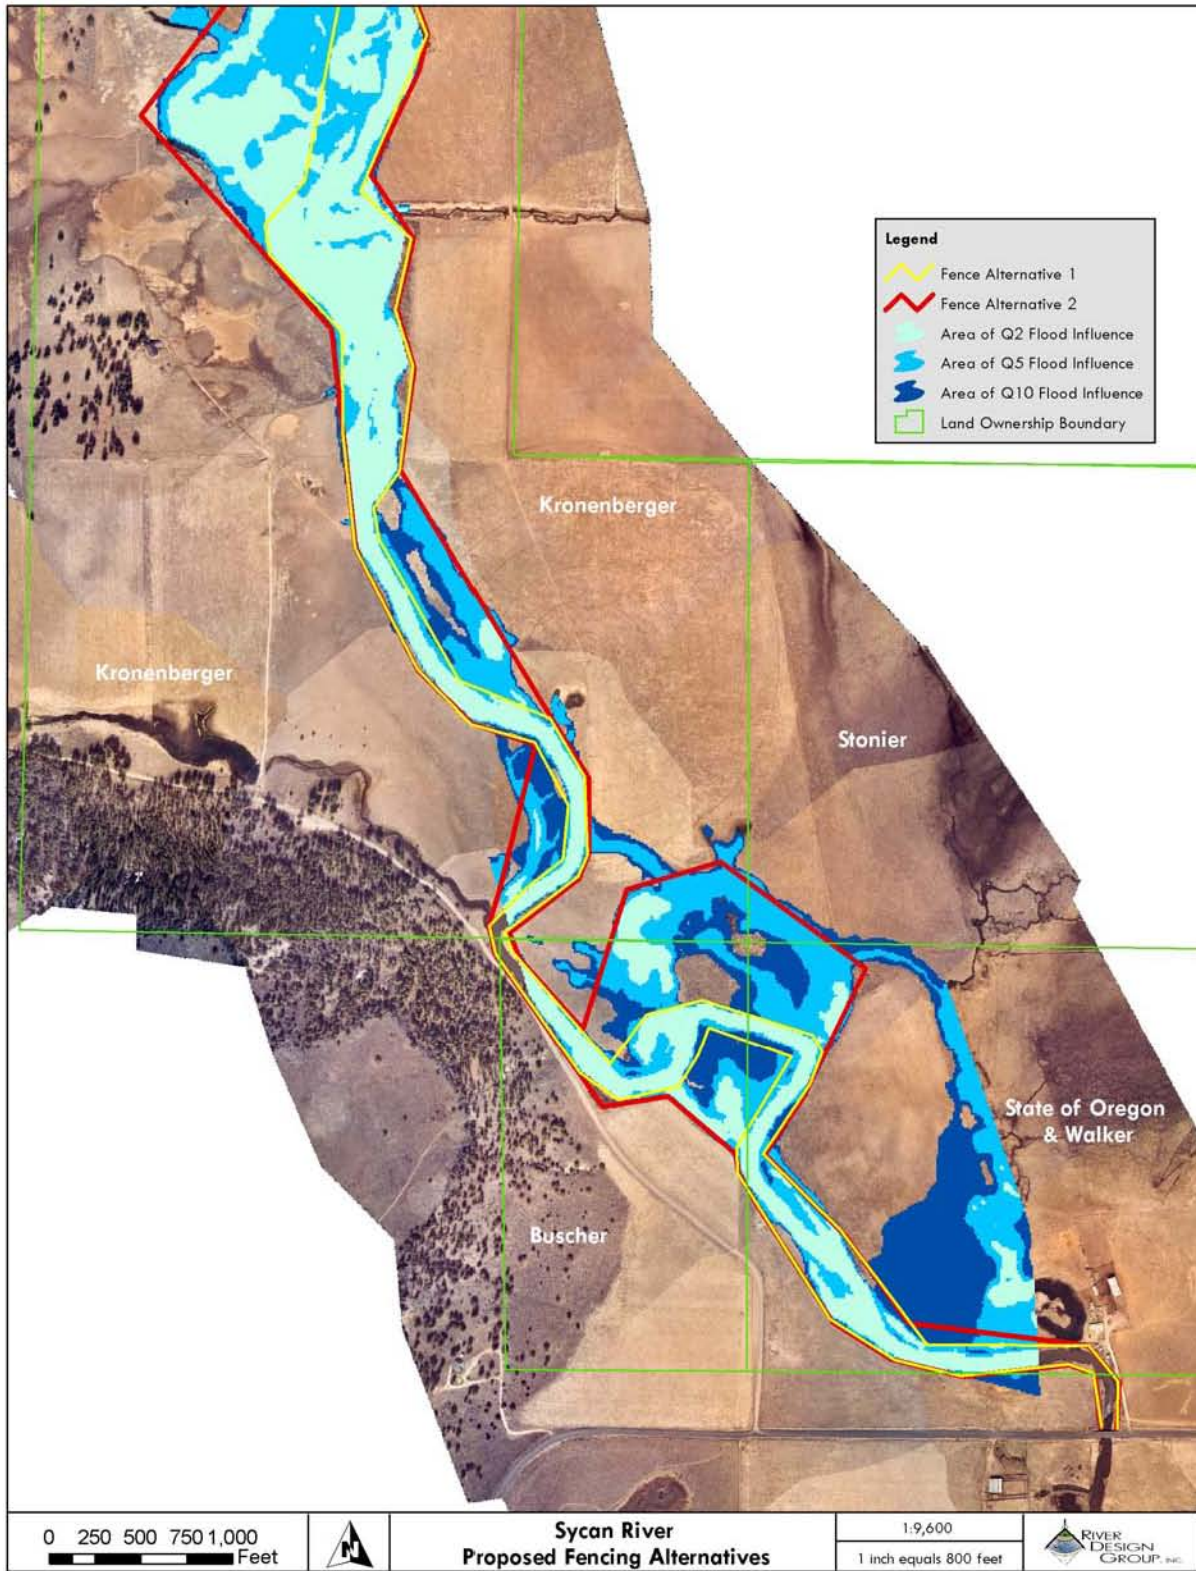 Legend
Fence Alternative 1
Fence Alternative 2
Area of Q2 Flood Influence
Area of Q5 Flood Influence
Area of Q10 Flood Influence
Land Ownership Boundary
Kronenberger
Kronenberger
Stonier
State of Oregon
& Walker
Buscher
0 250 500 750 1,000
Feet
N
Sycan River
Proposed Fencing Alternatives
1:9,600
1 inch equals 800 feet
RIVER
DESIGN
GROUP, INC.